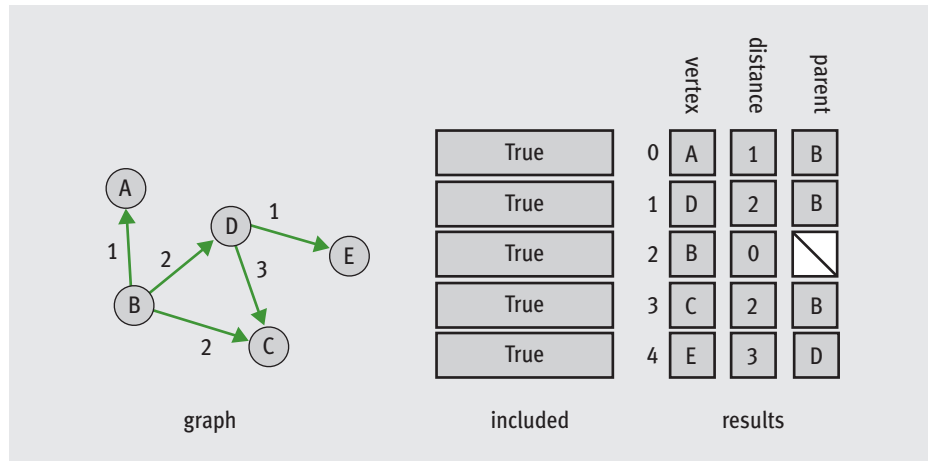 vertex distance parent
True 0 A 1 B
A
True 1 D 2 B
D 1
1 2 E
True 2 B 0
3
B
True 3 C 2 B
2 C
True 4 E 3 D
graph included results